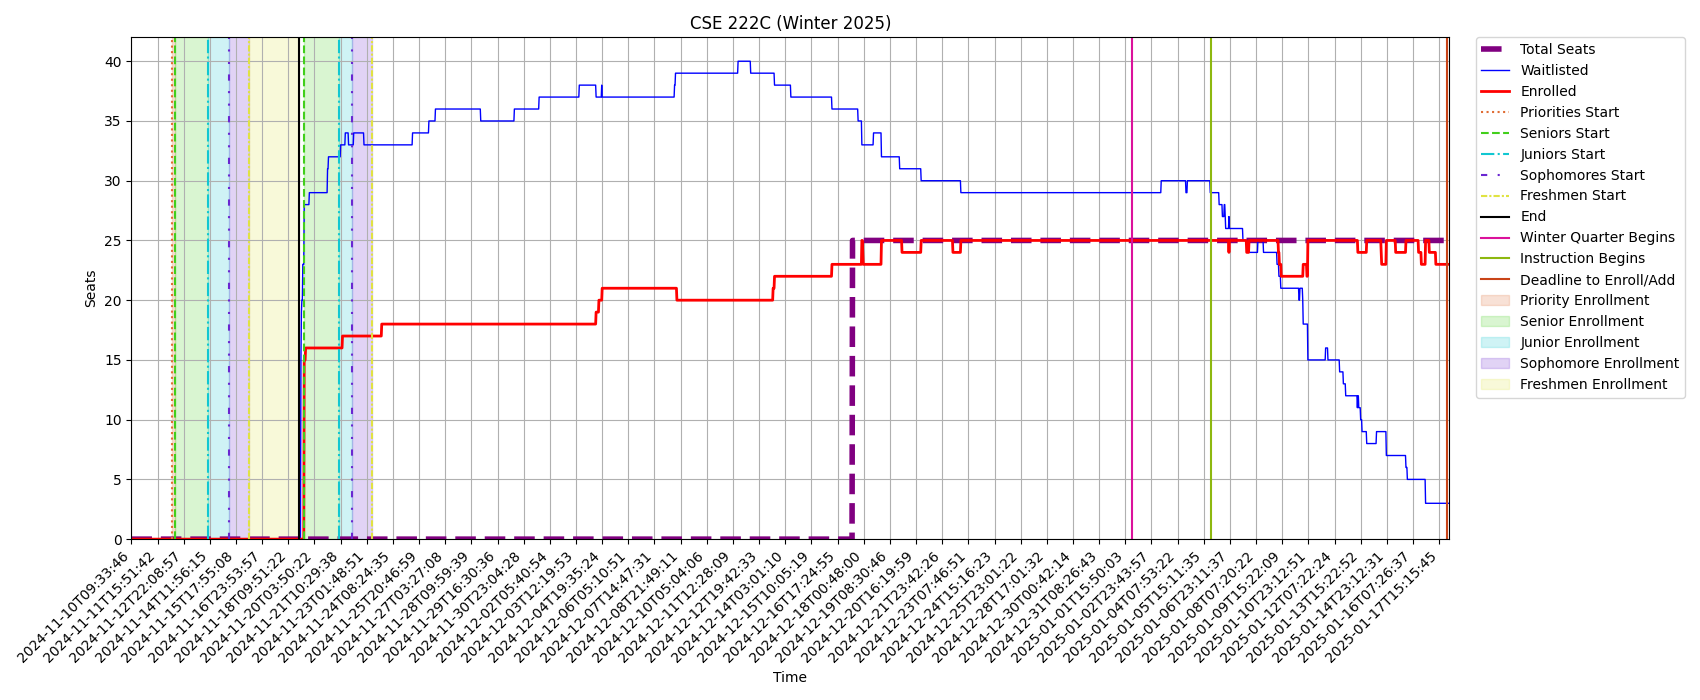 CSE 222C (Winter 2025)
Seats
40
35
30
25
20
15
10
5
0
2024-11-10T09:33:46
2024-11-11T15:51:42
2024-11-12T22:08:57
2024-11-14T11:56:15
2024-11-15T17:55:08
2024-11-16T23:53:57
2024-11-18T09:51:22
2024-11-20T03:50:22
2024-11-21T10:29:38
2024-11-23T01:48:51
2024-11-24T08:24:35
2024-11-25T20:46:59
2024-11-27T03:27:08
2024-11-28T09:59:39
2024-11-29T16:30:36
2024-11-30T23:04:28
2024-12-02T05:40:54
2024-12-03T12:19:53
2024-12-04T19:35:24
2024-12-06T05:10:51
2024-12-07T14:47:31
2024-12-08T21:49:11
2024-12-10T05:04:06
2024-12-11T12:28:09
2024-12-12T19:42:33
2024-12-14T03:01:10
2024-12-15T10:05:19
2024-12-16T17:24:55
2024-12-18T00:48:00
2024-12-19T08:30:46
2024-12-20T16:19:59
2024-12-21T23:42:26
2024-12-23T07:46:51
2024-12-24T15:16:23
2024-12-25T23:01:22
2024-12-28T17:01:32
2024-12-30T00:42:14
2024-12-31T08:26:43
2025-01-01T15:50:03
2025-01-02T23:43:57
2025-01-04T07:53:22
2025-01-05T15:11:35
2025-01-06T23:11:37
2025-01-08T07:20:22
2025-01-09T15:22:09
2025-01-10T23:12:51
2025-01-12T07:22:24
2025-01-13T15:22:52
2025-01-14T23:12:31
2025-01-16T07:26:37
2025-01-17T15:15:45
Time
Total Seats
Waitlisted
Enrolled
Priorities Start
Seniors Start
Juniors Start
Sophomores Start
Freshmen Start
End
Winter Quarter Begins
Instruction Begins
Deadline to Enroll/Add
Priority Enrollment
Senior Enrollment
Junior Enrollment
Sophomore Enrollment
Freshmen Enrollment